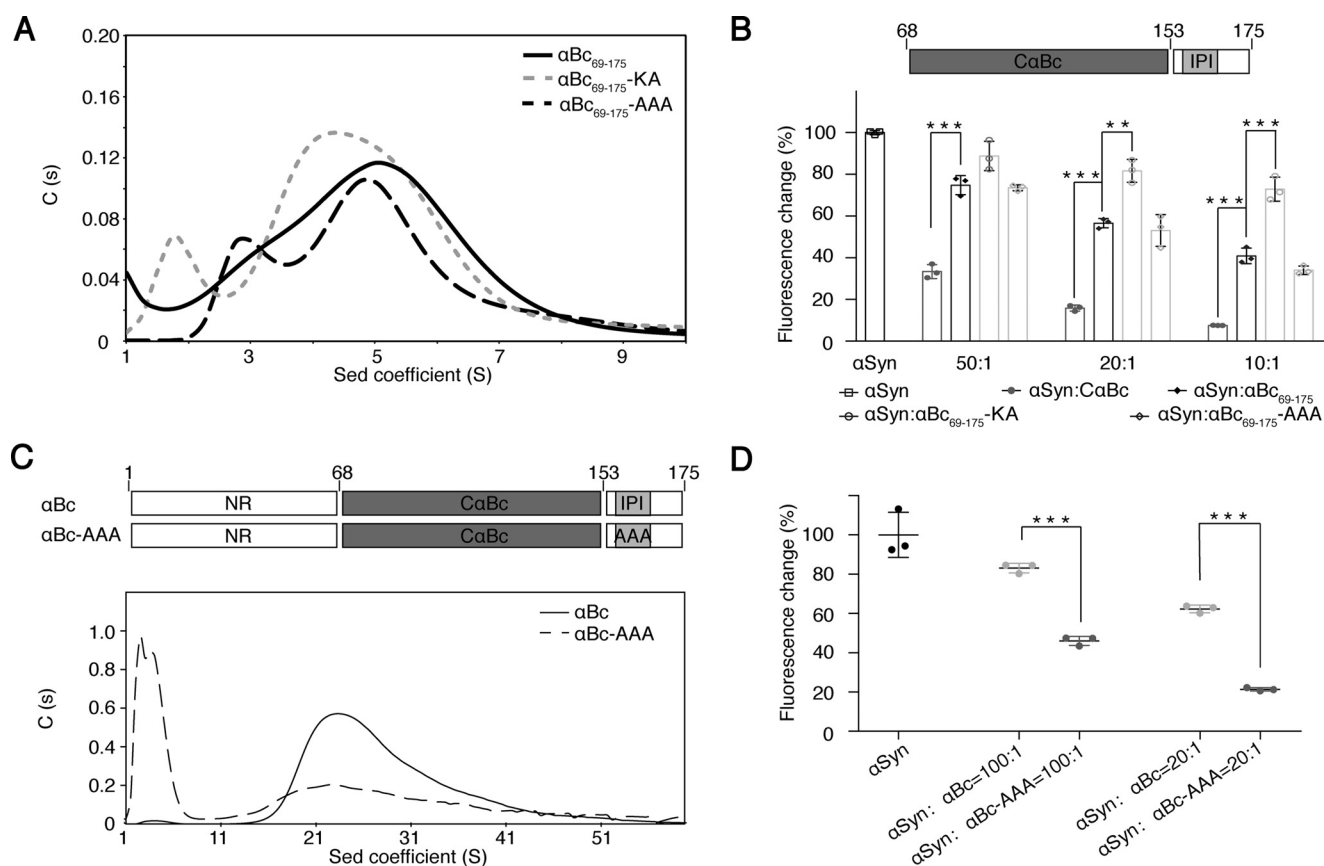 A
0.20
0.16
0.12
0.08
0.04
0
C (s)
1 3 5 7 9
Sed coefficient (S)
αBc69-175
αBc69-175-KA
αBc69-175-AAA
B
68 153 175
CαBc IPI
100
80
60
40
20
0
Fluorescence change (%)
*** *** ** *** ***
αSyn 50:1 20:1 10:1
αSyn αSyn:CαBc αSyn:αBc69-175
αSyn:αBc69-175-KA αSyn:αBc69-175-AAA
C
1 68 153 175
αBc NR CαBc IPI
αBc-AAA NR CαBc AAA
1.0
0.8
0.6
0.4
0.2
0
C (s)
αBc
αBc-AAA
1 11 21 31 41 51
Sed coefficient (S)
D
100
80
60
40
20
0
Fluorescence change (%)
*** ***
αSyn
αSyn: αBc=100:1
αSyn: αBc-AAA=100:1
αSyn: αBc=20:1
αSyn: αBc-AAA=20:1